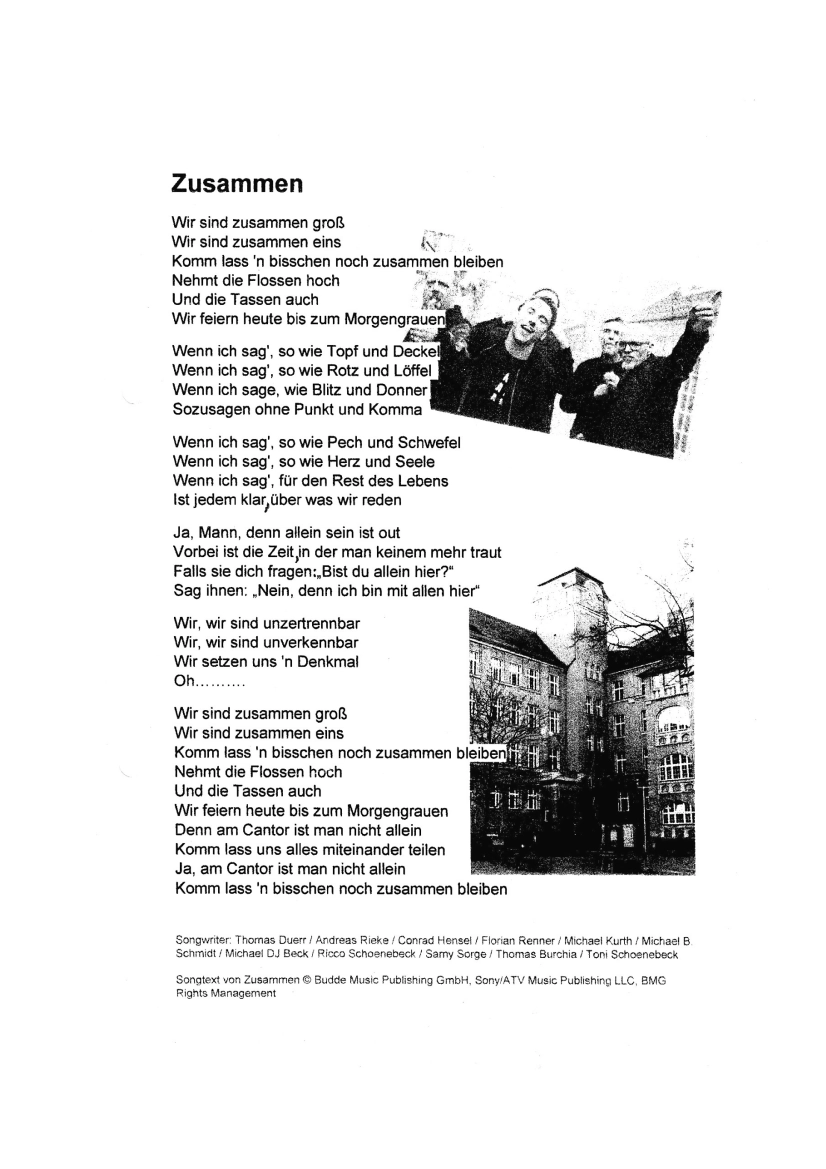 Zusammen
Wir sind zusammen groß
Wir sind zusammen eins
Komm lass 'n bisschen noch zusammen bleiben
Nehmt die Flossen hoch
Und die Tassen auch
Wir feiern heute bis zum Morgengrauen
Wenn ich sag', so wie Topf und Deckel
Wenn ich sag', so wie Rotz und Löffel
Wenn ich sage, wie Blitz und Donner
Sozusagen ohne Punkt und Komma
Wenn ich sag', so wie Pech und Schwefel
Wenn ich sag', so wie Herz und Seele
Wenn ich sag', für den Rest des Lebens
Ist jedem klar, über was wir reden
Ja, Mann, denn allein sein ist out
Vorbei ist die Zeit, in der man keinem mehr traut
Falls sie dich fragen:„Bist du allein hier?“
Sag ihnen: „Nein, denn ich bin mit allen hier“
Wir, wir sind unzertrennbar
Wir, wir sind unverkennbar
Wir setzen uns 'n Denkmal
Oh..........
Wir sind zusammen groß
Wir sind zusammen eins
Komm lass 'n bisschen noch zusammen bleiben
Nehmt die Flossen hoch
Und die Tassen auch
Wir feiern heute bis zum Morgengrauen
Denn am Cantor ist man nicht allein
Komm lass uns alles miteinander teilen
Ja, am Cantor ist man nicht allein
Komm lass 'n bisschen noch zusammen bleiben
Songwriter: Thomas Duerr / Andreas Rieke / Conrad Hensel / Florian Renner / Michael Kurth / Michael B.
Schmidt / Michael DJ Beck / Ricco Schoenebeck / Samy Sorge / Thomas Burchia / Toni Schoenebeck
Songtext von Zusammen © Budde Music Publishing GmbH, Sony/ATV Music Publishing LLC, BMG
Rights Management